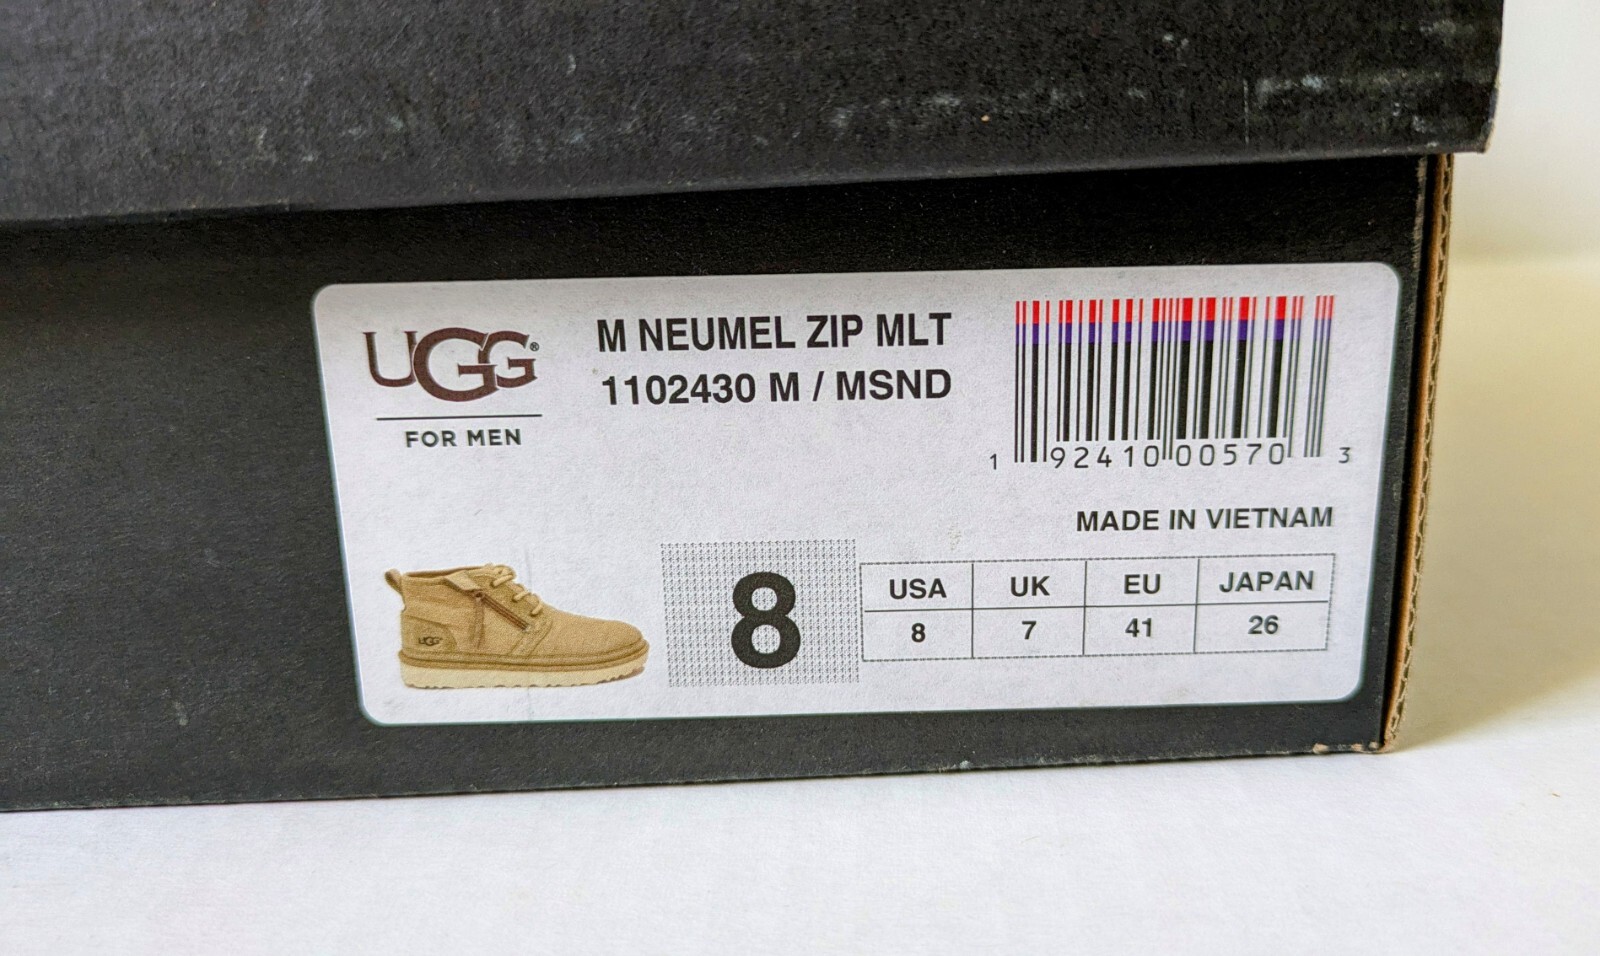 UGG®
FOR MEN
M NEUMEL ZIP MLT
1102430 M / MSND
1 92410 00570 3
MADE IN VIETNAM
UGG
8
USA UK EU JAPAN
8 7 41 26